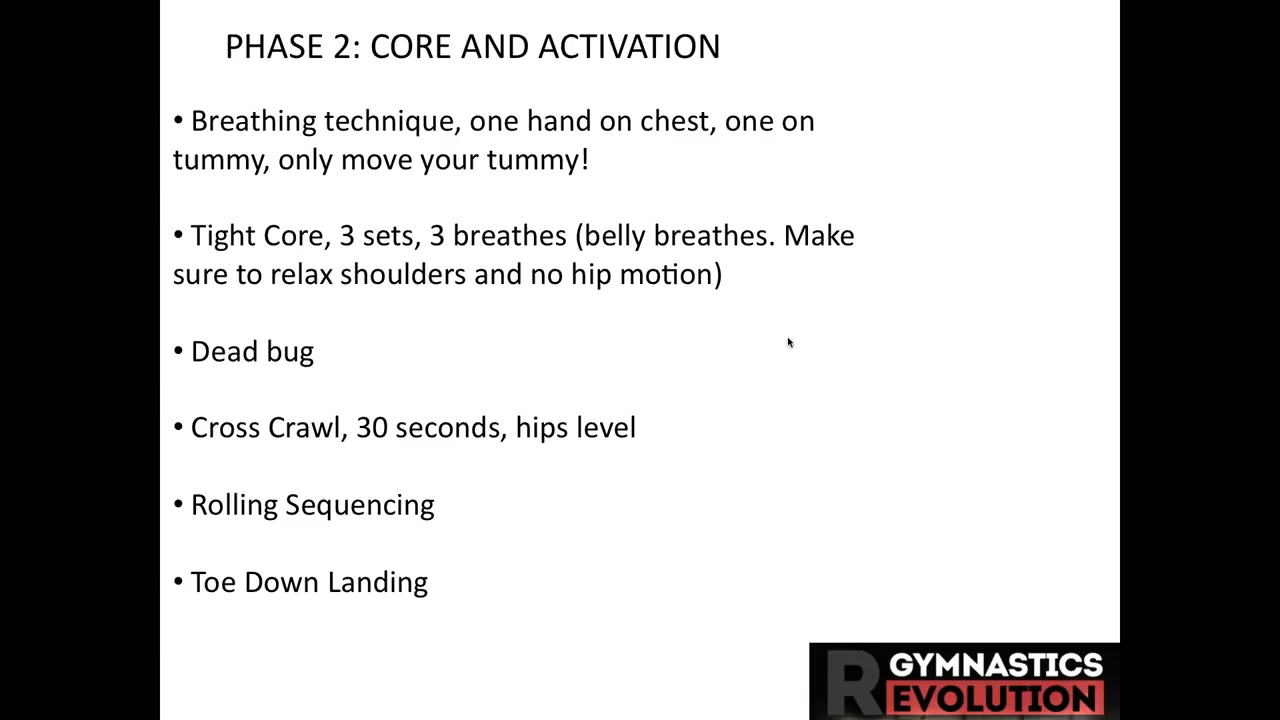 PHASE 2: CORE AND ACTIVATION
• Breathing technique, one hand on chest, one on
tummy, only move your tummy!
• Tight Core, 3 sets, 3 breathes (belly breathes. Make
sure to relax shoulders and no hip motion)
• Dead bug
• Cross Crawl, 30 seconds, hips level
• Rolling Sequencing
• Toe Down Landing
GYMNASTICS
REVOLUTION